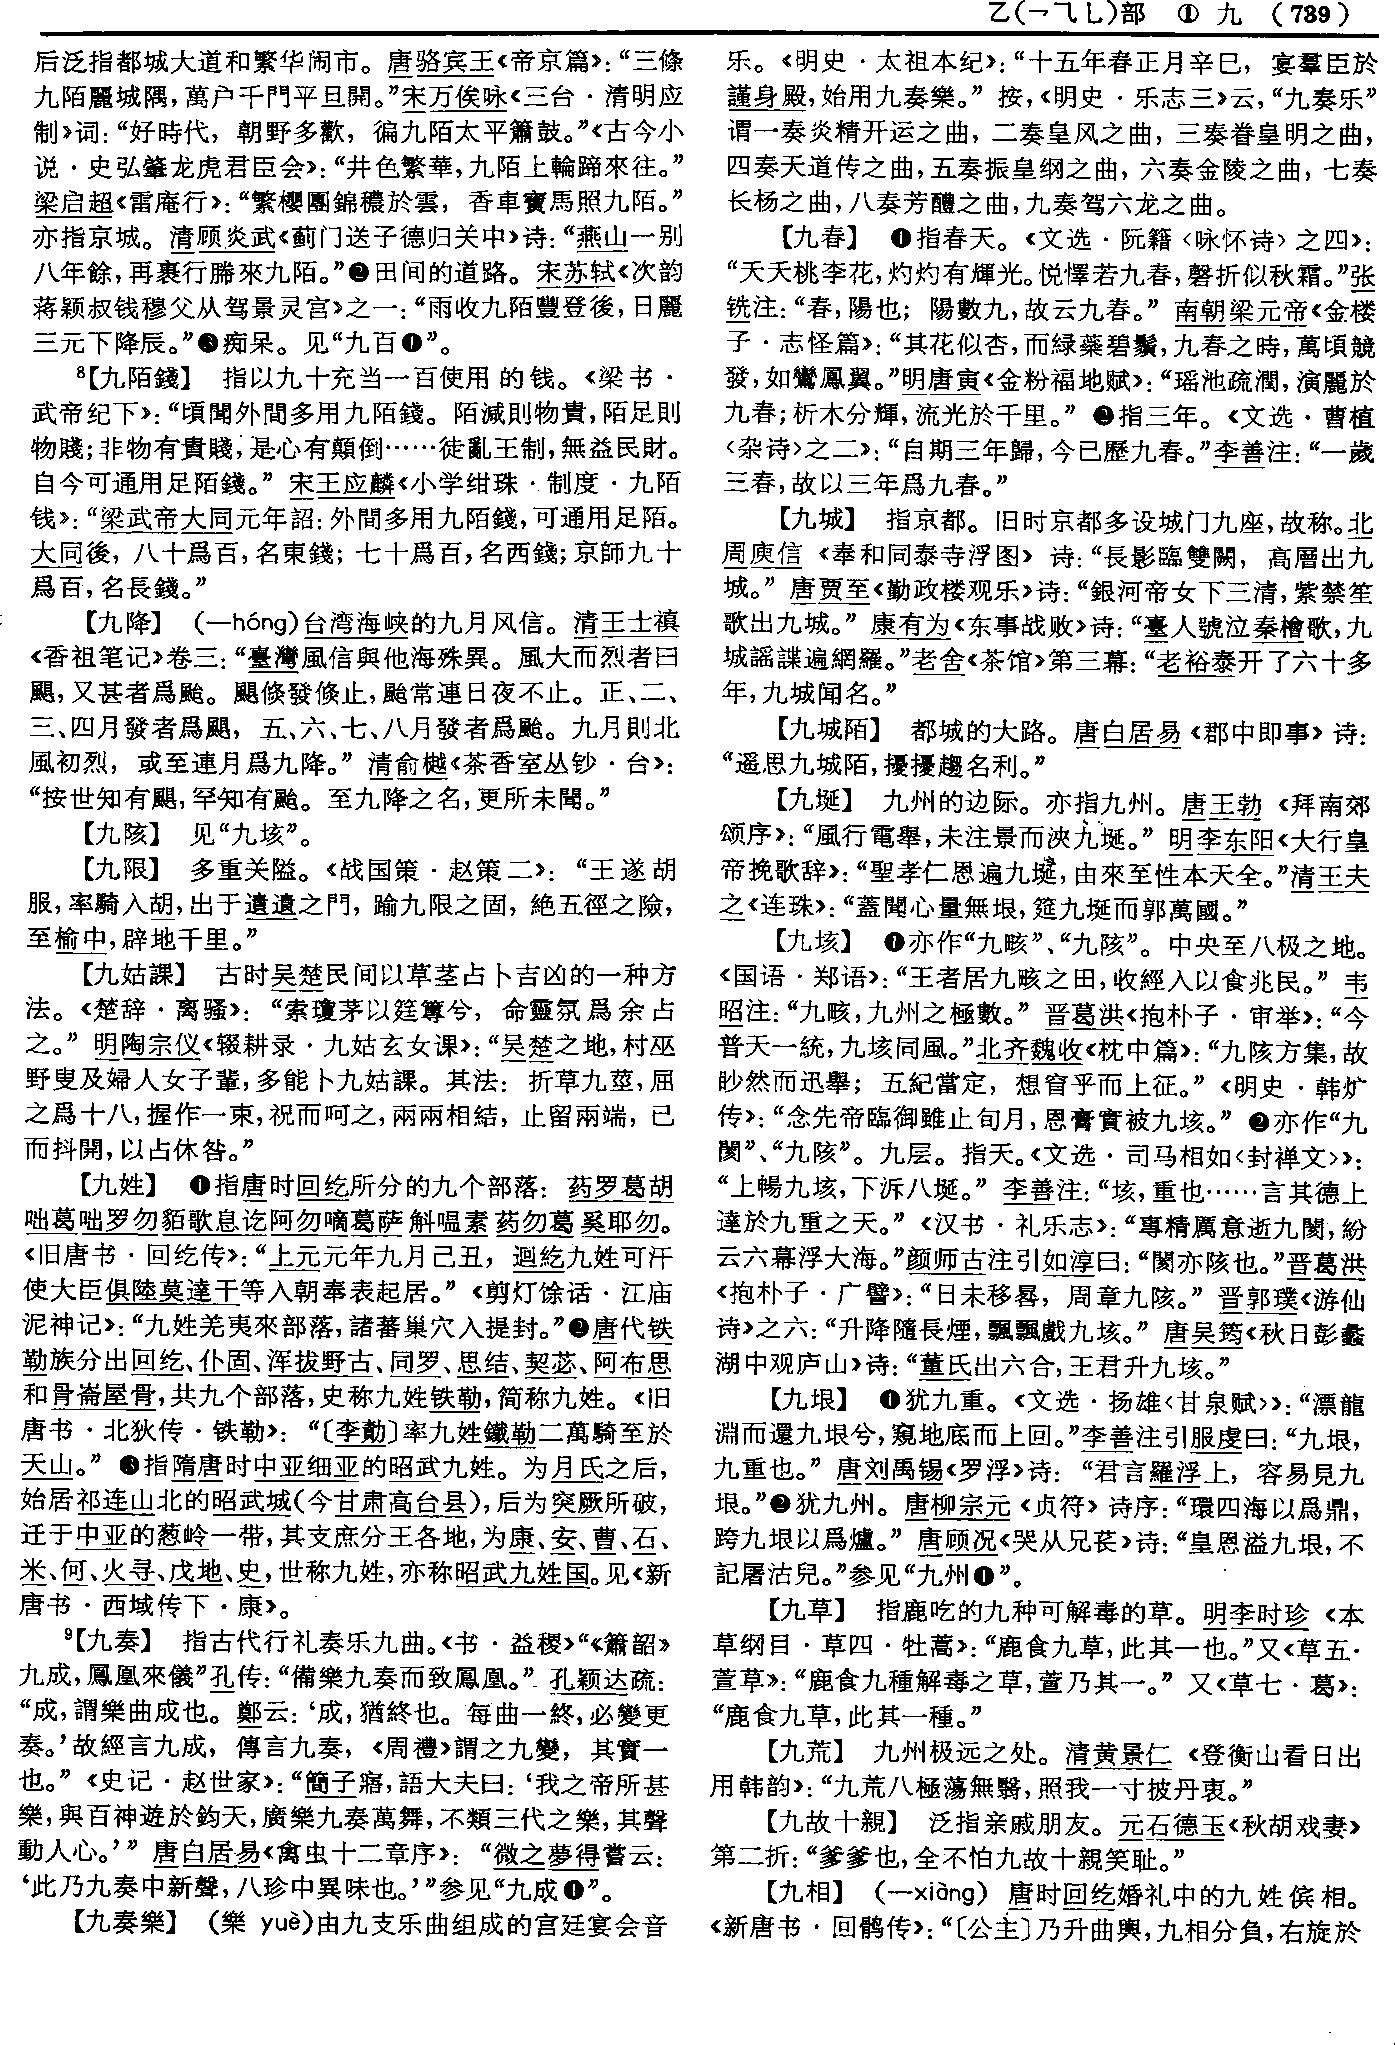 乙(乛⺄乚)部 ① 九 (739)
后泛指都城大道和繁华闹市。唐骆宾王《帝京篇》：“三條
九陌麗城隅，萬户千門平旦開。”宋万俟咏《三台·清明应
制》词：“好時代，朝野多歡，徧九陌太平簫鼓。”《古今小
说·史弘肇龙虎君臣会》：“井色繁華，九陌上輪蹄來往。”
梁启超《雷庵行》：“繁櫻團錦穠於雲，香車寶馬照九陌。”
亦指京城。清顾炎武《蓟门送子德归关中》诗：“燕山一别
八年餘，再裹行縢來九陌。”❷田间的道路。宋苏轼《次韵
蒋颖叔钱穆父从驾景灵宫》之一：“雨收九陌豐登後，日麗
三元下降辰。”❸痴呆。见“九百❶”。
⁸【九陌錢】 指以九十充当一百使用的钱。《梁书·
武帝纪下》：“頃聞外間多用九陌錢。陌減則物貴，陌足則
物賤；非物有貴賤，是心有顛倒……徒亂王制，無益民財。
自今可通用足陌錢。”宋王应麟《小学绀珠·制度·九陌
钱》：“梁武帝大同元年詔：外間多用九陌錢，可通用足陌。
大同後，八十爲百，名東錢；七十爲百，名西錢；京師九十
爲百，名長錢。”
【九降】 (—hóng)台湾海峡的九月风信。清王士禛
《香祖笔记》卷三：“臺灣風信與他海殊異。風大而烈者曰
颶，又甚者爲颱。颶倏發倏止，颱常連日夜不止。正、二、
三、四月發者爲颶，五、六、七、八月發者爲颱。九月則北
風初烈，或至連月爲九降。”清俞樾《茶香室丛钞·台》：
“按世知有颶，罕知有颱。至九降之名，更所未聞。”
【九陔】 见“九垓”。
【九限】 多重关隘。《战国策·赵策二》：“王遂胡
服，率騎入胡，出于遺遺之門，踰九限之固，絶五徑之險，
至榆中，辟地千里。”
【九姑課】 古时吴楚民间以草茎占卜吉凶的一种方
法。《楚辞·离骚》：“索瓊茅以筳篿兮，命靈氛爲余占
之。”明陶宗仪《辍耕录·九姑玄女课》：“吴楚之地，村巫
野叟及婦人女子輩，多能卜九姑課。其法：折草九莖，屈
之爲十八，握作一束，祝而呵之，兩兩相結，止留兩端，已
而抖開，以占休咎。”
【九姓】 ❶指唐时回纥所分的九个部落：药罗葛胡
咄葛咄罗勿貊歌息讫阿勿嘀葛萨斛嗢素药勿葛奚耶勿。
《旧唐书·回纥传》：“上元元年九月己丑，迴紇九姓可汗
使大臣俱陸莫達干等入朝奉表起居。”《剪灯馀话·江庙
泥神记》：“九姓羌夷來部落，諸蕃巢穴入提封。”❷唐代铁
勒族分出回纥、仆固、浑拔野古、同罗、思结、契苾、阿布思
和骨崙屋骨，共九个部落，史称九姓铁勒，简称九姓。《旧
唐书·北狄传·铁勒》：“〔李勣〕率九姓鐵勒二萬騎至於
天山。”❸指隋唐时中亚细亚的昭武九姓。为月氏之后，
始居祁连山北的昭武城(今甘肃高台县)，后为突厥所破，
迁于中亚的葱岭一带，其支庶分王各地，为康、安、曹、石、
米、何、火寻、戊地、史，世称九姓，亦称昭武九姓国。见《新
唐书·西域传下·康》。
⁹【九奏】 指古代行礼奏乐九曲。《书·益稷》“《簫韶》
九成，鳳凰來儀”孔传：“備樂九奏而致鳳凰。”孔颖达疏：
“成，謂樂曲成也。鄭云：‘成，猶終也。每曲一終，必變更
奏。’故經言九成，傳言九奏，《周禮》謂之九變，其實一
也。”《史记·赵世家》：“簡子寤，語大夫曰：‘我之帝所甚
樂，與百神遊於鈞天，廣樂九奏萬舞，不類三代之樂，其聲
動人心。’”唐白居易《禽虫十二章序》：“微之夢得嘗云：
‘此乃九奏中新聲，八珍中異味也。’”参见“九成❶”。
【九奏樂】 (樂 yuè)由九支乐曲组成的宫廷宴会音
乐。《明史·太祖本纪》：“十五年春正月辛巳，宴羣臣於
謹身殿，始用九奏樂。”按，《明史·乐志三》云，“九奏乐”
谓一奏炎精开运之曲，二奏皇风之曲，三奏眷皇明之曲，
四奏天道传之曲，五奏振皇纲之曲，六奏金陵之曲，七奏
长杨之曲，八奏芳醴之曲，九奏驾六龙之曲。
【九春】 ❶指春天。《文选·阮籍〈咏怀诗〉之四》：
“夭夭桃李花，灼灼有輝光。悦懌若九春，磬折似秋霜。”张
铣注：“春，陽也；陽數九，故云九春。”南朝梁元帝《金楼
子·志怪篇》：“其花似杏，而緑蘂碧鬚，九春之時，萬頃競
發，如鸞鳳翼。”明唐寅《金粉福地赋》：“瑶池疏潤，演麗於
九春；析木分輝，流光於千里。”❷指三年。《文选·曹植
〈杂诗〉之二》：“自期三年歸，今已歷九春。”李善注：“一歲
三春，故以三年爲九春。”
【九城】 指京都。旧时京都多设城门九座，故称。北
周庾信《奉和同泰寺浮图》诗：“長影臨雙闕，高層出九
城。”唐贾至《勤政楼观乐》诗：“銀河帝女下三清，紫禁笙
歌出九城。”康有为《东事战败》诗：“臺人號泣秦檜歌，九
城謡諜遍網羅。”老舍《茶馆》第三幕：“老裕泰开了六十多
年，九城闻名。”
【九城陌】 都城的大路。唐白居易《郡中即事》诗：
“遥思九城陌，擾擾趨名利。”
【九埏】 九州的边际。亦指九州。唐王勃《拜南郊
颂序》：“風行電舉，未注景而浹九埏。”明李东阳《大行皇
帝挽歌辞》：“聖孝仁恩遍九埏，由來至性本天全。”清王夫
之《连珠》：“蓋聞心量無垠，筵九埏而郭萬國。”
【九垓】 ❶亦作“九畡”、“九陔”。中央至八极之地。
《国语·郑语》：“王者居九畡之田，收經入以食兆民。”韦
昭注：“九畡，九州之極數。”晋葛洪《抱朴子·审举》：“今
普天一統，九垓同風。”北齐魏收《枕中篇》：“九陔方集，故
眇然而迅舉；五紀當定，想窅乎而上征。”《明史·韩爌
传》：“念先帝臨御雖止旬月，恩膏實被九垓。”❷亦作“九
閡”、“九陔”。九层。指天。《文选·司马相如〈封禅文〉》：
“上暢九垓，下泝八埏。”李善注：“垓，重也……言其德上
達於九重之天。”《汉书·礼乐志》：“專精厲意逝九閡，紛
云六幕浮大海。”颜师古注引如淳曰：“閡亦陔也。”晋葛洪
《抱朴子·广譬》：“日未移晷，周章九陔。”晋郭璞《游仙
诗》之六：“升降隨長煙，飄飄戲九垓。”唐吴筠《秋日彭蠡
湖中观庐山》诗：“董氏出六合，王君升九垓。”
【九垠】 ❶犹九重。《文选·扬雄〈甘泉赋〉》：“漂龍
淵而還九垠兮，窺地底而上回。”李善注引服虔曰：“九垠，
九重也。”唐刘禹锡《罗浮》诗：“君言羅浮上，容易見九
垠。”❷犹九州。唐柳宗元《贞符》诗序：“環四海以爲鼎，
跨九垠以爲爐。”唐顾况《哭从兄苌》诗：“皇恩溢九垠，不
記屠沽兒。”参见“九州❶”。
【九草】 指鹿吃的九种可解毒的草。明李时珍《本
草纲目·草四·牡蒿》：“鹿食九草，此其一也。”又《草五·
萱草》：“鹿食九種解毒之草，萱乃其一。”又《草七·葛》：
“鹿食九草，此其一種。”
【九荒】 九州极远之处。清黄景仁《登衡山看日出
用韩韵》：“九荒八極蕩無翳，照我一寸披丹衷。”
【九故十親】 泛指亲戚朋友。元石德玉《秋胡戏妻》
第二折：“爹爹也，全不怕九故十親笑耻。”
【九相】 (—xiàng) 唐时回纥婚礼中的九姓傧相。
《新唐书·回鹘传》：“〔公主〕乃升曲輿，九相分負，右旋於